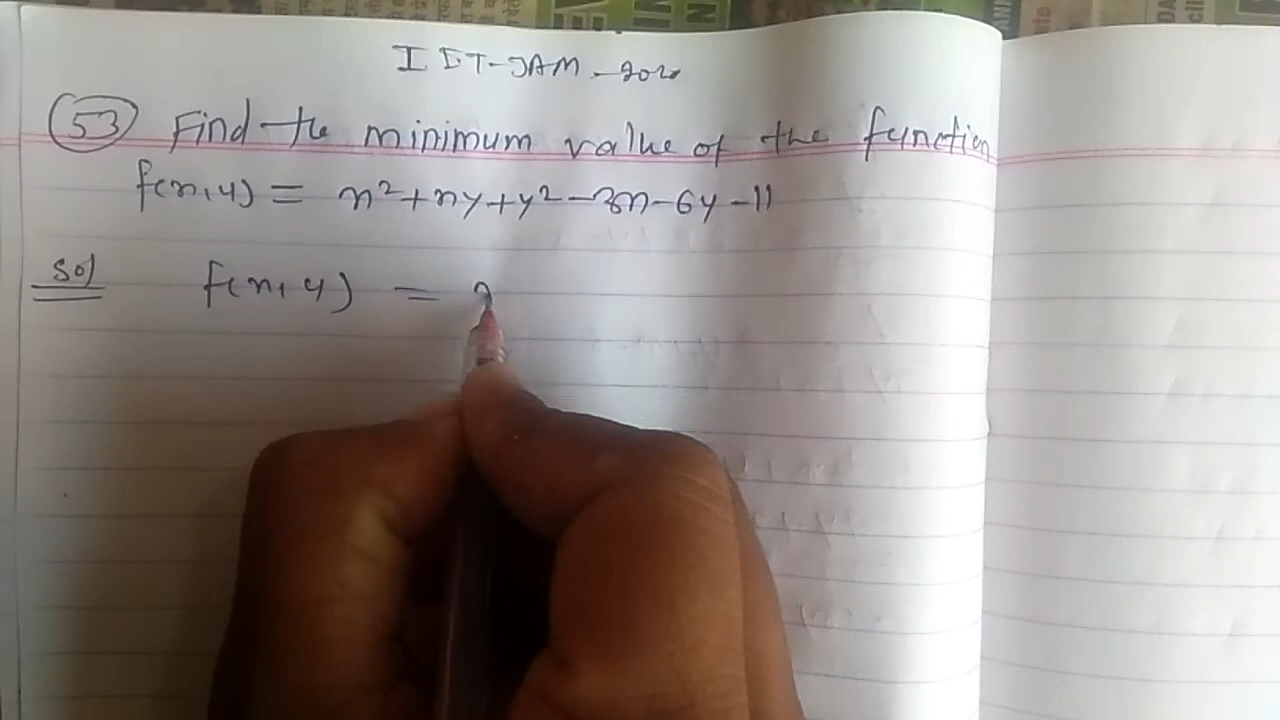 IIT-JAM-2020
(53) Find the minimum value of the function
f(x,y) = x²+xy+y²-3x-6y-11
Sol f(x,y) =